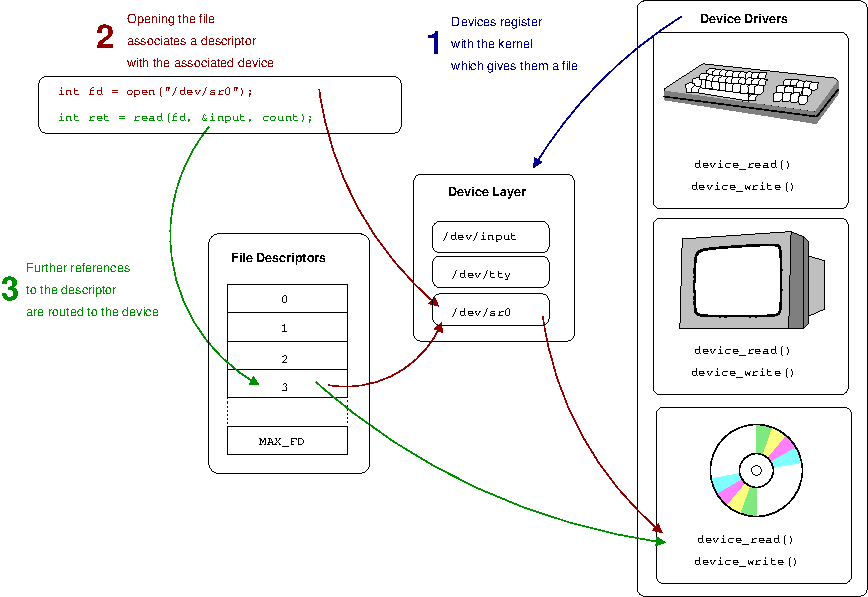 2
Opening the file
associates a descriptor
with the associated device
1
Devices register
with the kernel
which gives them a file
Device Drivers
int fd = open("/dev/sr0");
int ret = read(fd, &input, count);
device_read()
device_write()
Device Layer
/dev/input
/dev/tty
/dev/sr0
3
Further references
to the descriptor
are routed to the device
File Descriptors
0
1
2
3
MAX_FD
device_read()
device_write()
device_read()
device_write()